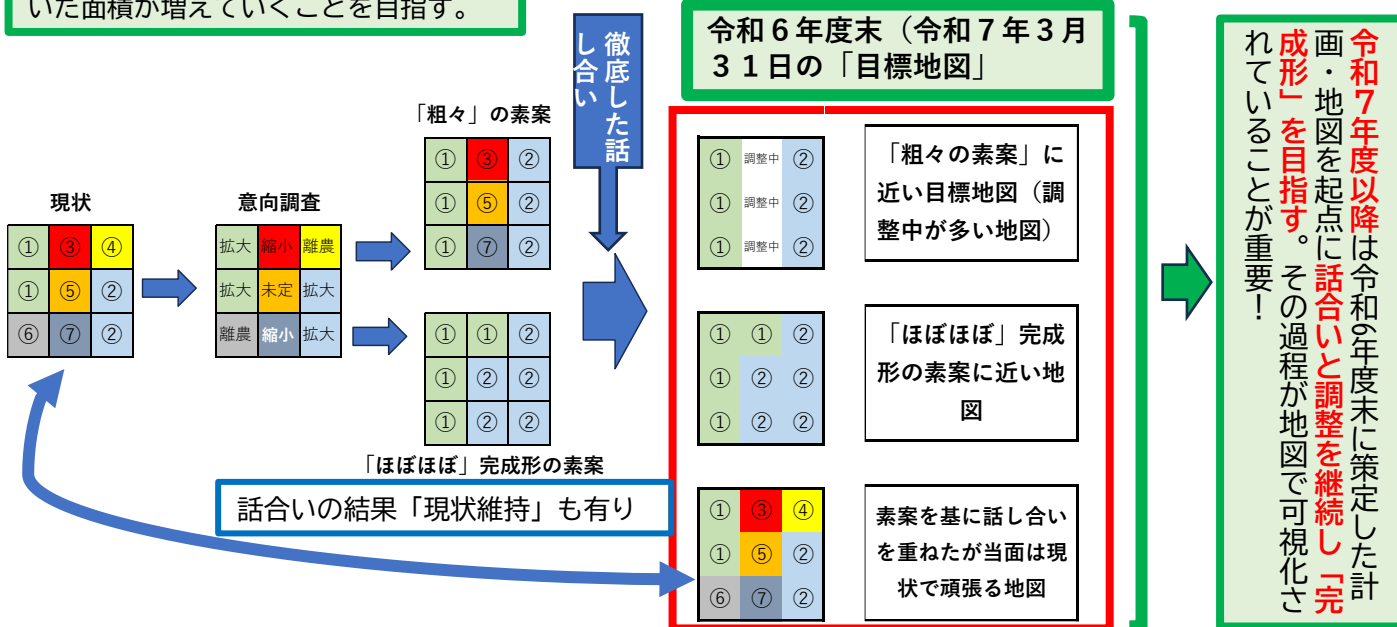 いた面積が増えていくことを目指す。
現状
① ③ ④
① ⑤ ②
⑥ ⑦ ②
意向調査
拡大 縮小 離農
拡大 未定 拡大
離農 縮小 拡大
「粗々」の素案
① ③ ②
① ⑤ ②
① ⑦ ②
① ① ②
① ② ②
① ② ②
「ほぼほぼ」完成形の素案
話合いの結果「現状維持」も有り
徹底した話
し合い
令和６年度末（令和７年３月
３１日の「目標地図」
① 調整中 ②
① 調整中 ②
① 調整中 ②
「粗々の素案」に
近い目標地図（調
整中が多い地図）
① ① ②
① ② ②
① ② ②
「ほぼほぼ」完成
形の素案に近い地
図
① ③ ④
① ⑤ ②
⑥ ⑦ ②
素案を基に話し合い
を重ねたが当面は現
状で頑張る地図
令和７年度以降は令和６年度末に策定した計
画・地図を起点に話合いと調整を継続し「完
成形」を目指す。その過程が地図で可視化さ
れていることが重要！